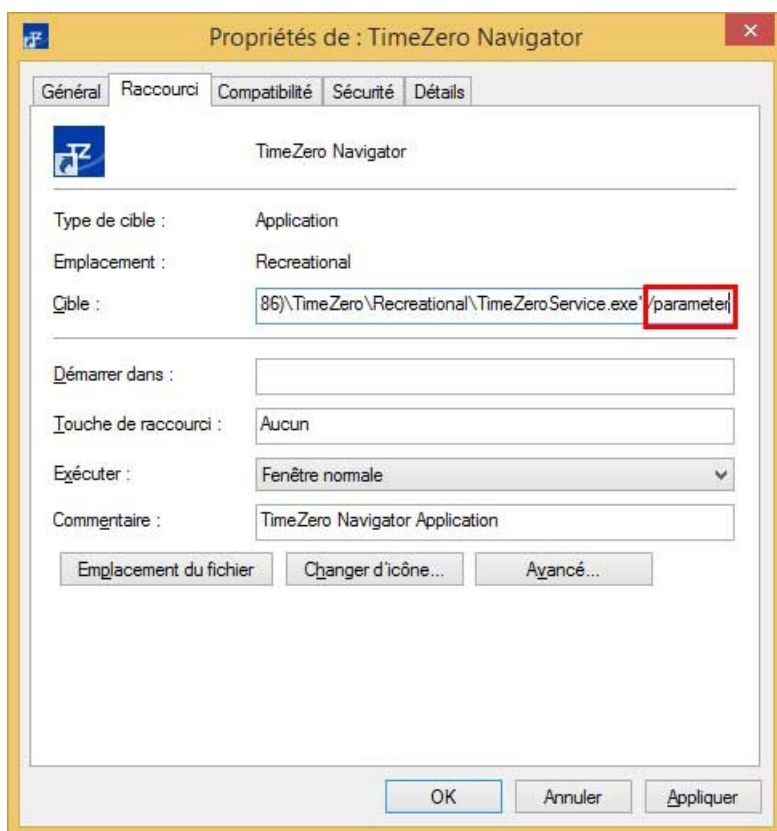 Propriétés de : TimeZero Navigator
Général Raccourci Compatibilité Sécurité Détails
TZ
TimeZero Navigator
Type de cible : Application
Emplacement : Recreational
Cible : 86)\TimeZero\Recreational\TimeZeroService.exe" /parameter
Démarrer dans :
Touche de raccourci : Aucun
Exécuter : Fenêtre normale
Commentaire : TimeZero Navigator Application
Emplacement du fichier Changer d'icône... Avancé...
OK Annuler Appliquer